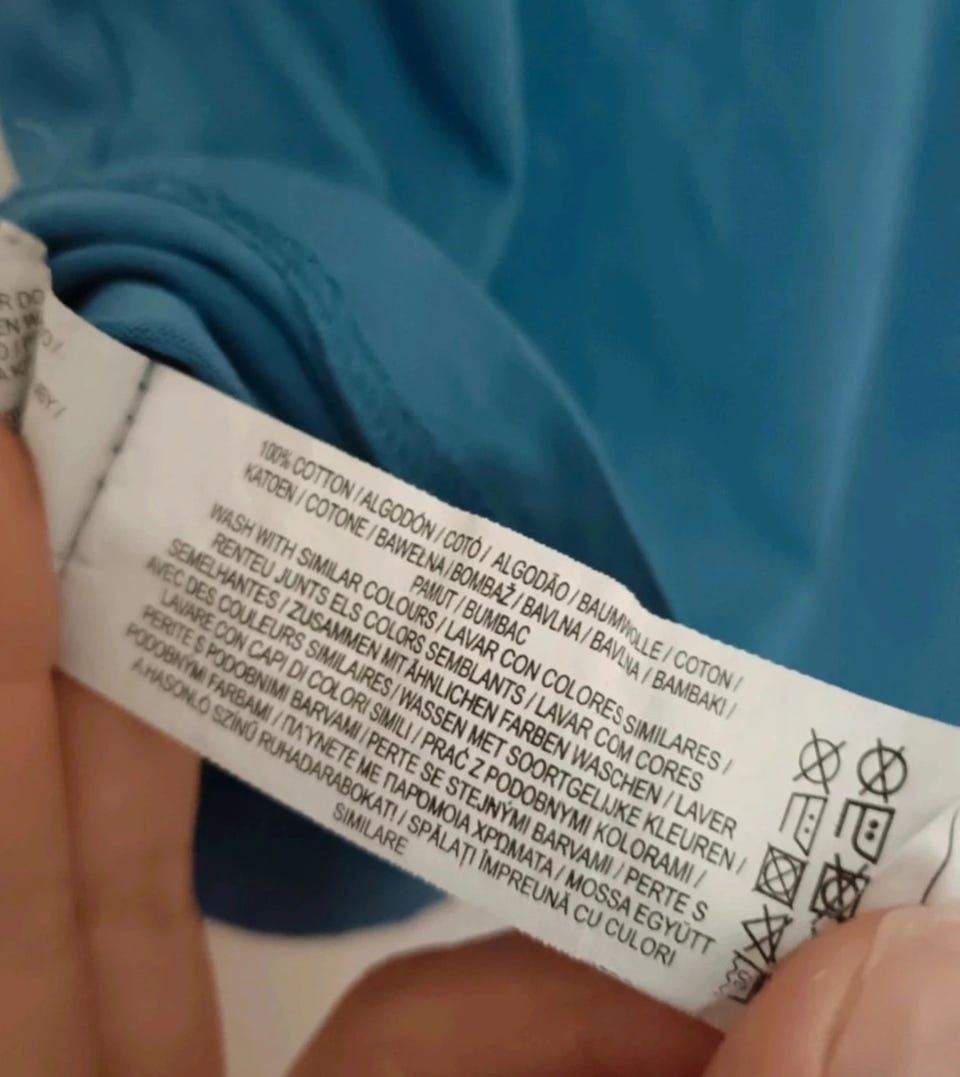 100% COTTON / ALGODÓN / COTÓ / ALGODÃO / BAUMWOLLE / COTON /
KATOEN / COTONE / BAWEŁNA / BOMBAŽ / BAVLNA / BAVLNA / BAMBAKI /
PAMUT / BUMBAC
WASH WITH SIMILAR COLOURS / LAVAR CON COLORES SIMILARES /
RENTEU JUNTS ELS COLORS SEMBLANTS / LAVAR COM CORES
SEMELHANTES / ZUSAMMEN MIT ÄHNLICHEN FARBEN WASCHEN / LAVER
AVEC DES COULEURS SIMILAIRES / WASSEN MET SOORTGELIJKE KLEUREN /
LAVARE CON CAPI DI COLORI SIMILI / PRAĆ Z PODOBNYMI KOLORAMI /
PERITE S PODOBNIMI BARVAMI / PERTE SE STEJNÝMI BARVAMI / PERTE S
PODOBNÝMI FARBAMI / ΠΛΥΝΕΤΕ ΜΕ ΠΑΡΟΜΟΙΑ ΧΡΩΜΑΤΑ / MOSSA EGYÜTT
A HASONLÓ SZÍNŰ RUHADARABOKATI / SPĂLAȚI ÎMPREUNĂ CU CULORI
SIMILARE